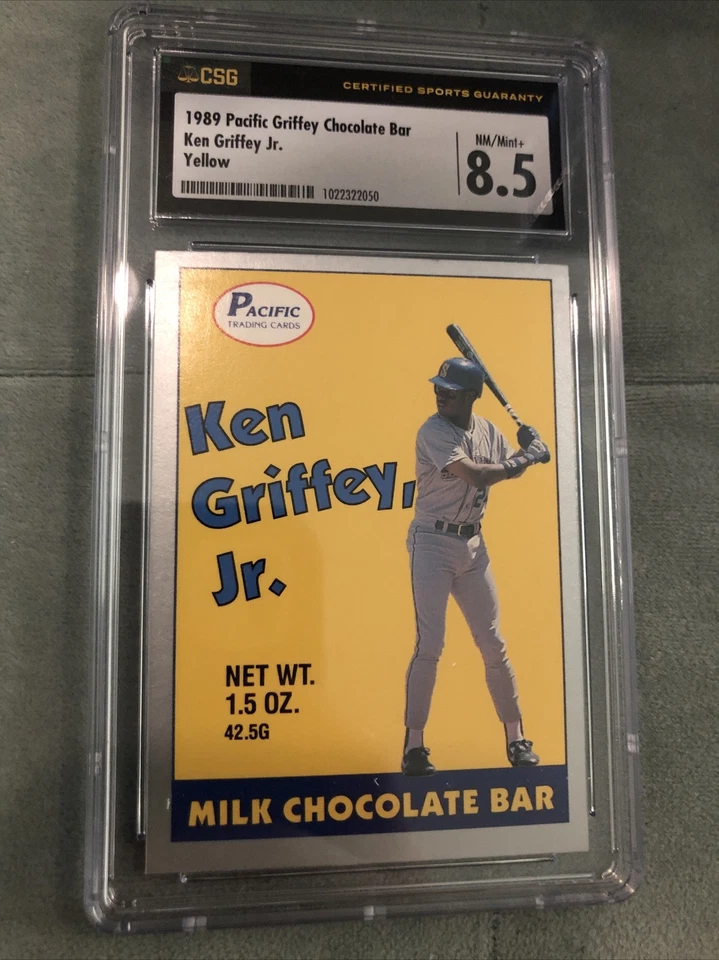 CSG
CERTIFIED SPORTS GUARANTY
1989 Pacific Griffey Chocolate Bar
Ken Griffey Jr.
Yellow
NM/Mint+
8.5
1022322050
PACIFIC
TRADING CARDS
Ken
Griffey,
Jr.
NET WT.
1.5 OZ.
42.5G
MILK CHOCOLATE BAR